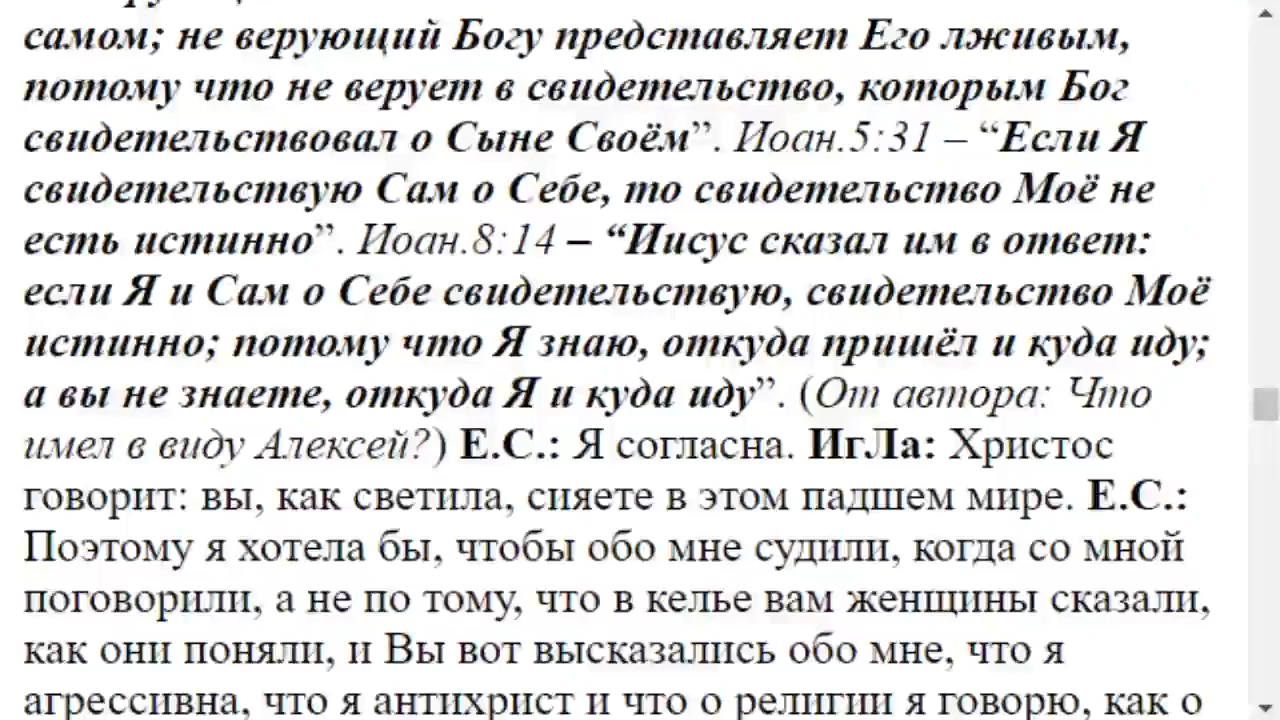 самом; не верующий Богу представляет Его лживым,
потому что не верует в свидетельство, которым Бог
свидетельствовал о Сыне Своём”. Иоан.5:31 – “Если Я
свидетельствую Сам о Себе, то свидетельство Моё не
есть истинно”. Иоан.8:14 – “Иисус сказал им в ответ:
если Я и Сам о Себе свидетельствую, свидетельство Моё
истинно; потому что Я знаю, откуда пришёл и куда иду;
а вы не знаете, откуда Я и куда иду”. (От автора: Что
имел в виду Алексей?) Е.С.: Я согласна. ИгЛа: Христос
говорит: вы, как светила, сияете в этом падшем мире. Е.С.:
Поэтому я хотела бы, чтобы обо мне судили, когда со мной
поговорили, а не по тому, что в келье вам женщины сказали,
как они поняли, и Вы вот высказались обо мне, что я
агрессивна, что я антихрист и что о религии я говорю, как о